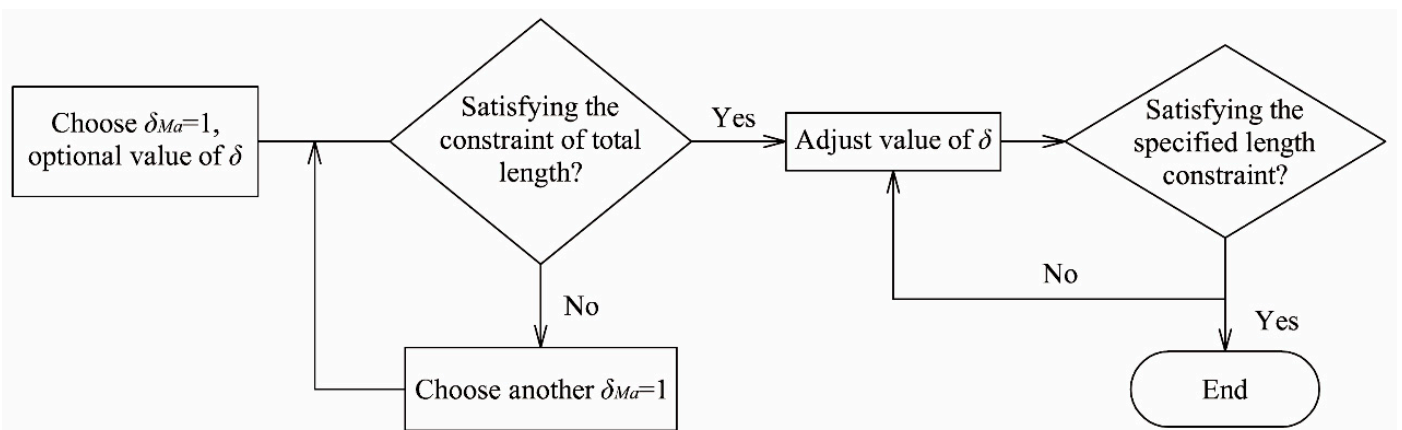 Choose δMa=1,
optional value of δ
Satisfying the
constraint of total
length?
Yes
No
Choose another δMa=1
Adjust value of δ
Satisfying the
specified length
constraint?
No
Yes
End